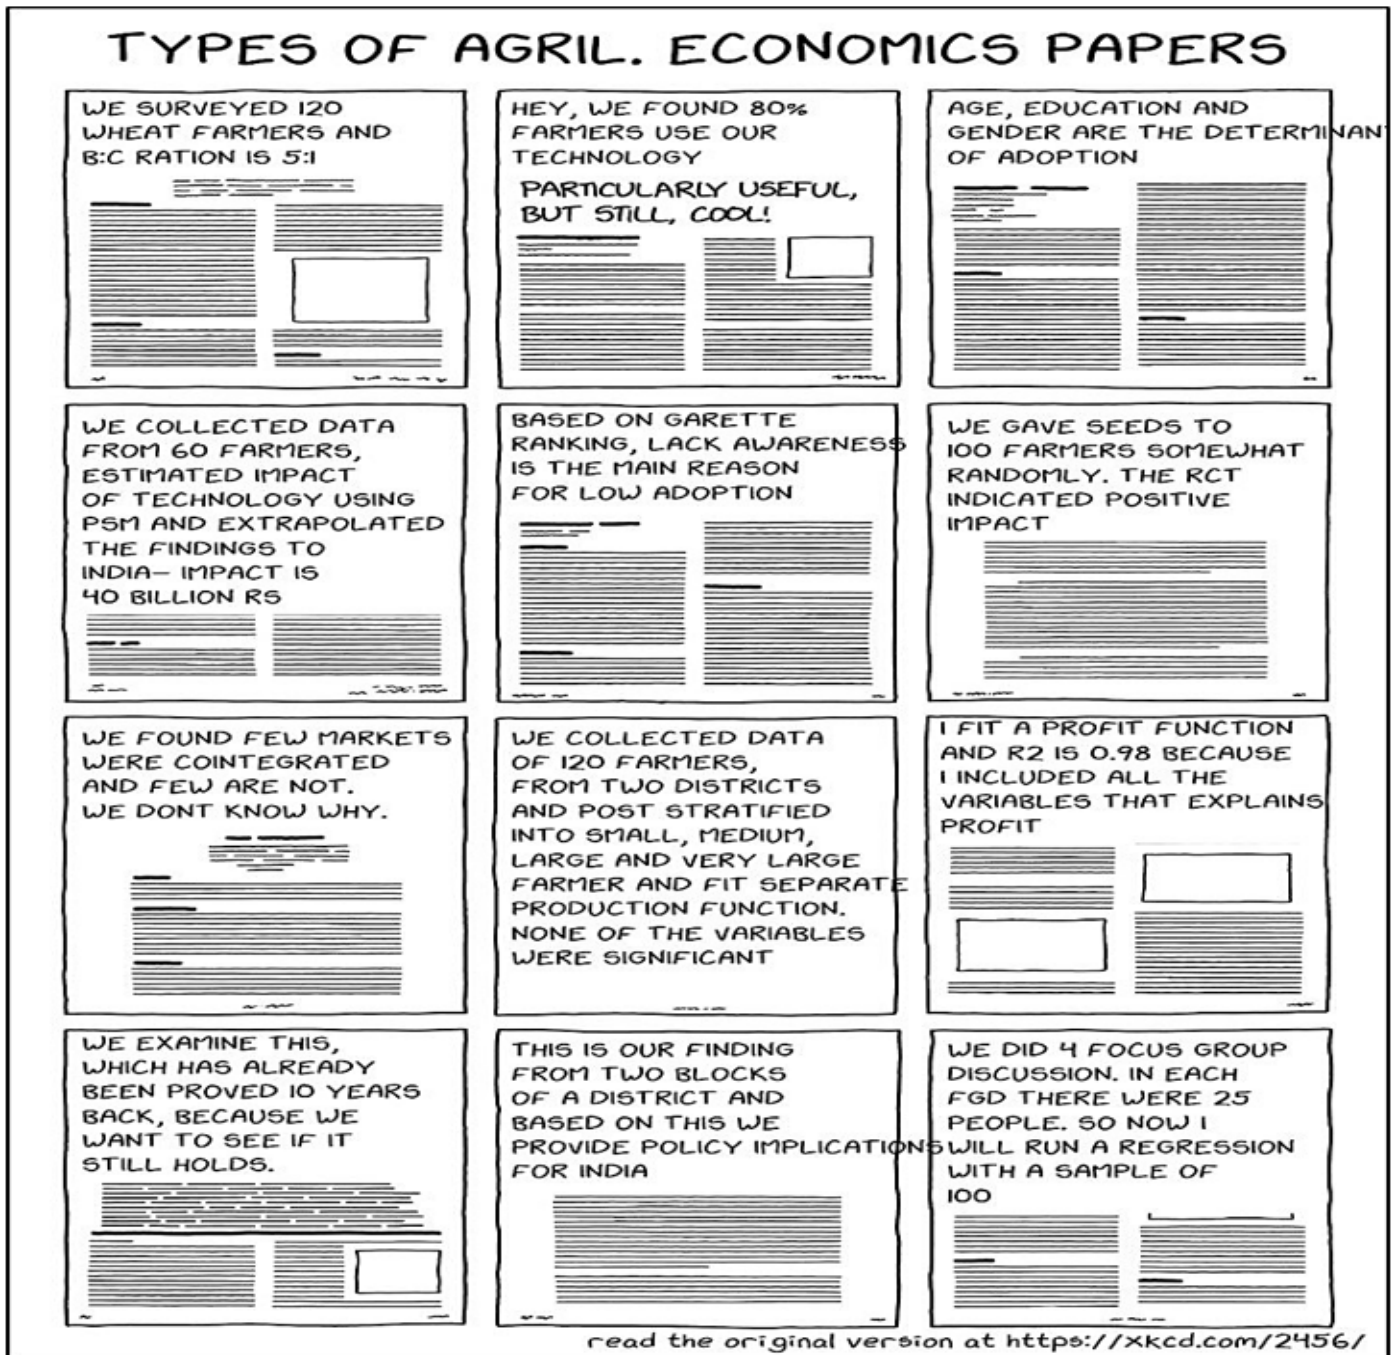 TYPES OF AGRIL. ECONOMICS PAPERS
WE SURVEYED 120
WHEAT FARMERS AND
B:C RATION IS 5:1
HEY, WE FOUND 80%
FARMERS USE OUR
TECHNOLOGY
PARTICULARLY USEFUL,
BUT STILL, COOL!
AGE, EDUCATION AND
GENDER ARE THE DETERMINANT
OF ADOPTION
WE COLLECTED DATA
FROM 60 FARMERS,
ESTIMATED IMPACT
OF TECHNOLOGY USING
PSM AND EXTRAPOLATED
THE FINDINGS TO
INDIA– IMPACT IS
40 BILLION RS
BASED ON GARETTE
RANKING, LACK AWARENESS
IS THE MAIN REASON
FOR LOW ADOPTION
WE GAVE SEEDS TO
100 FARMERS SOMEWHAT
RANDOMLY. THE RCT
INDICATED POSITIVE
IMPACT
WE FOUND FEW MARKETS
WERE COINTEGRATED
AND FEW ARE NOT.
WE DONT KNOW WHY.
WE COLLECTED DATA
OF 120 FARMERS,
FROM TWO DISTRICTS
AND POST STRATIFIED
INTO SMALL, MEDIUM,
LARGE AND VERY LARGE
FARMER AND FIT SEPARATE
PRODUCTION FUNCTION.
NONE OF THE VARIABLES
WERE SIGNIFICANT
I FIT A PROFIT FUNCTION
AND R2 IS 0.98 BECAUSE
I INCLUDED ALL THE
VARIABLES THAT EXPLAINS
PROFIT
WE EXAMINE THIS,
WHICH HAS ALREADY
BEEN PROVED 10 YEARS
BACK, BECAUSE WE
WANT TO SEE IF IT
STILL HOLDS.
THIS IS OUR FINDING
FROM TWO BLOCKS
OF A DISTRICT AND
BASED ON THIS WE
PROVIDE POLICY IMPLICATIONS
FOR INDIA
WE DID 4 FOCUS GROUP
DISCUSSION. IN EACH
FGD THERE WERE 25
PEOPLE. SO NOW I
WILL RUN A REGRESSION
WITH A SAMPLE OF
100
read the original version at https://xkcd.com/2456/